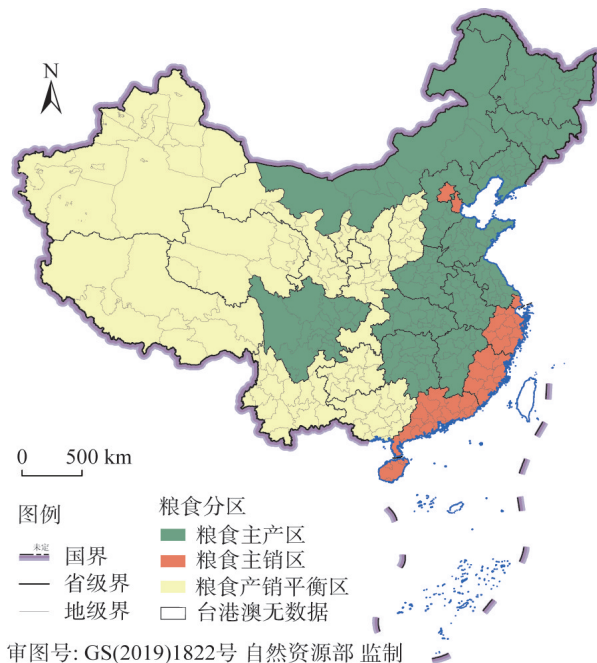 N
0 500 km
图例
未定
国界
省级界
地级界
粮食分区
粮食主产区
粮食主销区
粮食产销平衡区
台港澳无数据
审图号: GS(2019)1822号 自然资源部 监制